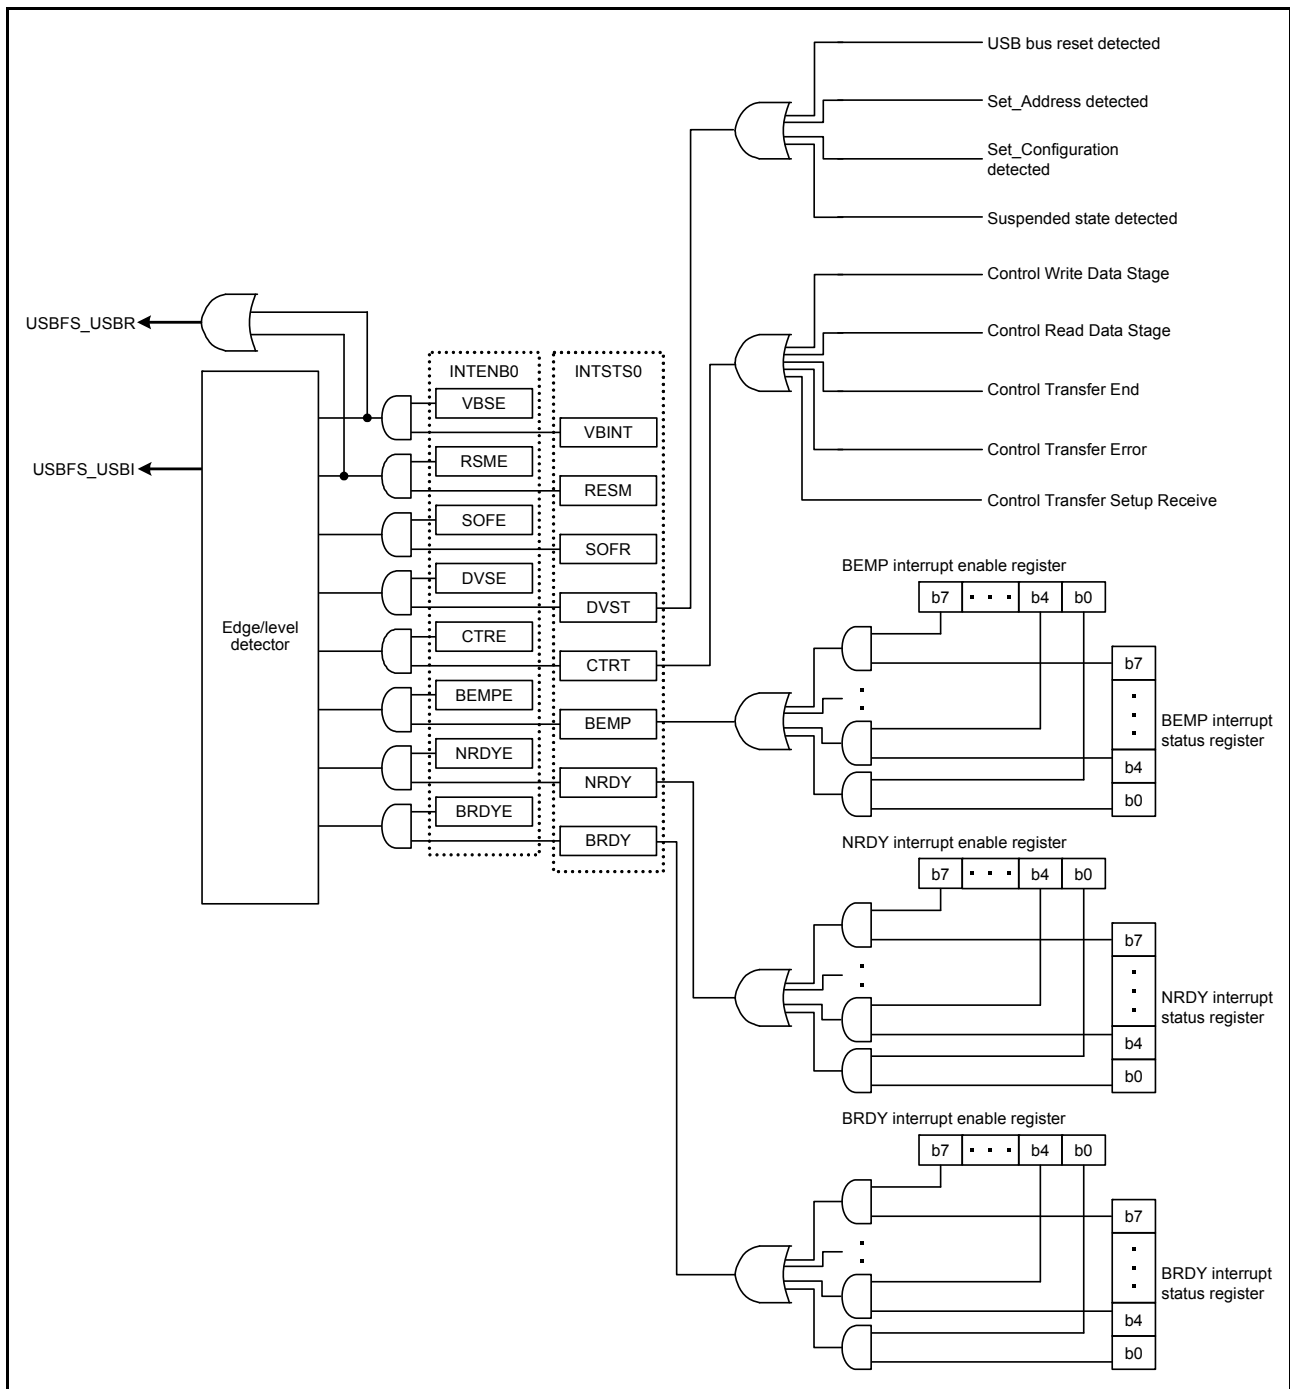 USB bus reset detected
Set_Address detected
Set_Configuration
detected
Suspended state detected
Control Write Data Stage
Control Read Data Stage
Control Transfer End
Control Transfer Error
Control Transfer Setup Receive
USBFS_USBR
USBFS_USBI
Edge/level
detector
INTENB0
VBSE
RSME
SOFE
DVSE
CTRE
BEMPE
NRDYE
BRDYE
INTSTS0
VBINT
RESM
SOFR
DVST
CTRT
BEMP
NRDY
BRDY
BEMP interrupt enable register
b7 · · · b4 b0
b7
b4
b0
BEMP interrupt
status register
NRDY interrupt enable register
b7 · · · b4 b0
b7
b4
b0
NRDY interrupt
status register
BRDY interrupt enable register
b7 · · · b4 b0
b7
b4
b0
BRDY interrupt
status register